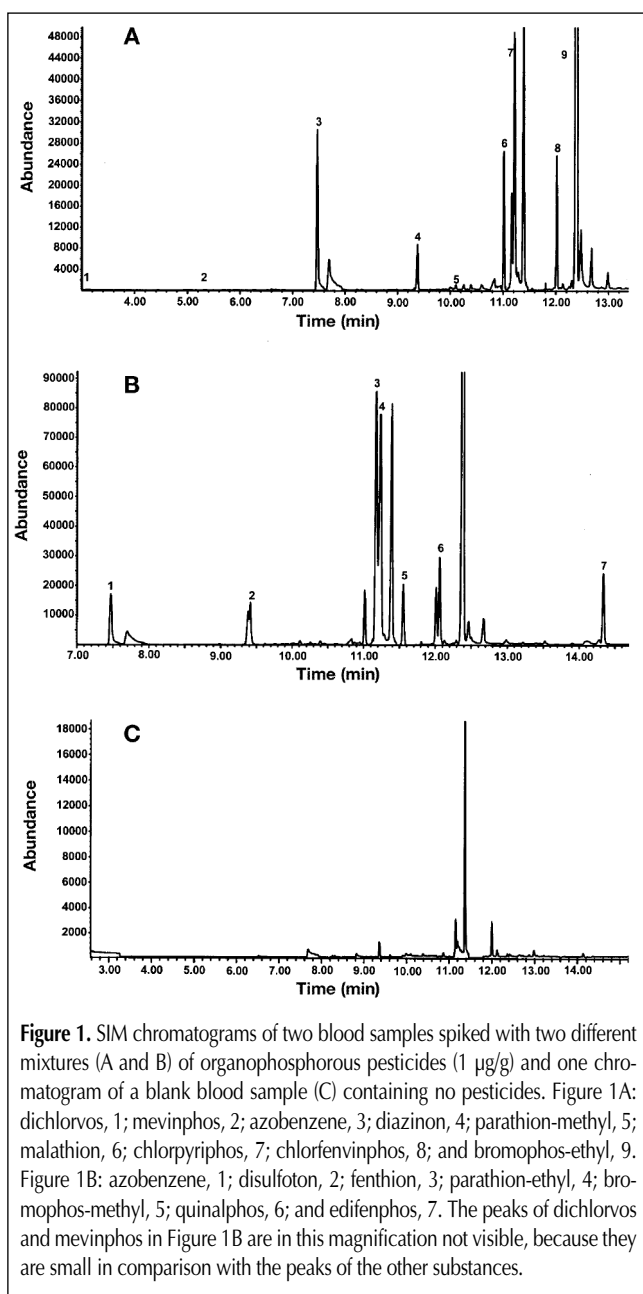 A
48000
44000
40000
36000
32000
28000
24000
20000
16000
12000
8000
4000
Abundance
1
2
3
4
5
6
7
8
9
4.00 5.00 6.00 7.00 8.00 9.00 10.00 11.00 12.00 13.00
Time (min)
B
90000
80000
70000
60000
50000
40000
30000
20000
10000
Abundance
1
2
3
4
5
6
7
7.00 8.00 9.00 10.00 11.00 12.00 13.00 14.00
Time (min)
C
18000
16000
14000
12000
10000
8000
6000
4000
2000
Abundance
3.00 4.00 5.00 6.00 7.00 8.00 9.00 10.00 11.00 12.00 13.00 14.00
Time (min)
Figure 1. SIM chromatograms of two blood samples spiked with two different
mixtures (A and B) of organophosphorous pesticides (1 µg/g) and one chro-
matogram of a blank blood sample (C) containing no pesticides. Figure 1A:
dichlorvos, 1; mevinphos, 2; azobenzene, 3; diazinon, 4; parathion-methyl, 5;
malathion, 6; chlorpyriphos, 7; chlorfenvinphos, 8; and bromophos-ethyl, 9.
Figure 1B: azobenzene, 1; disulfoton, 2; fenthion, 3; parathion-ethyl, 4; bro-
mophos-methyl, 5; quinalphos, 6; and edifenphos, 7. The peaks of dichlorvos
and mevinphos in Figure 1B are in this magnification not visible, because they
are small in comparison with the peaks of the other substances.